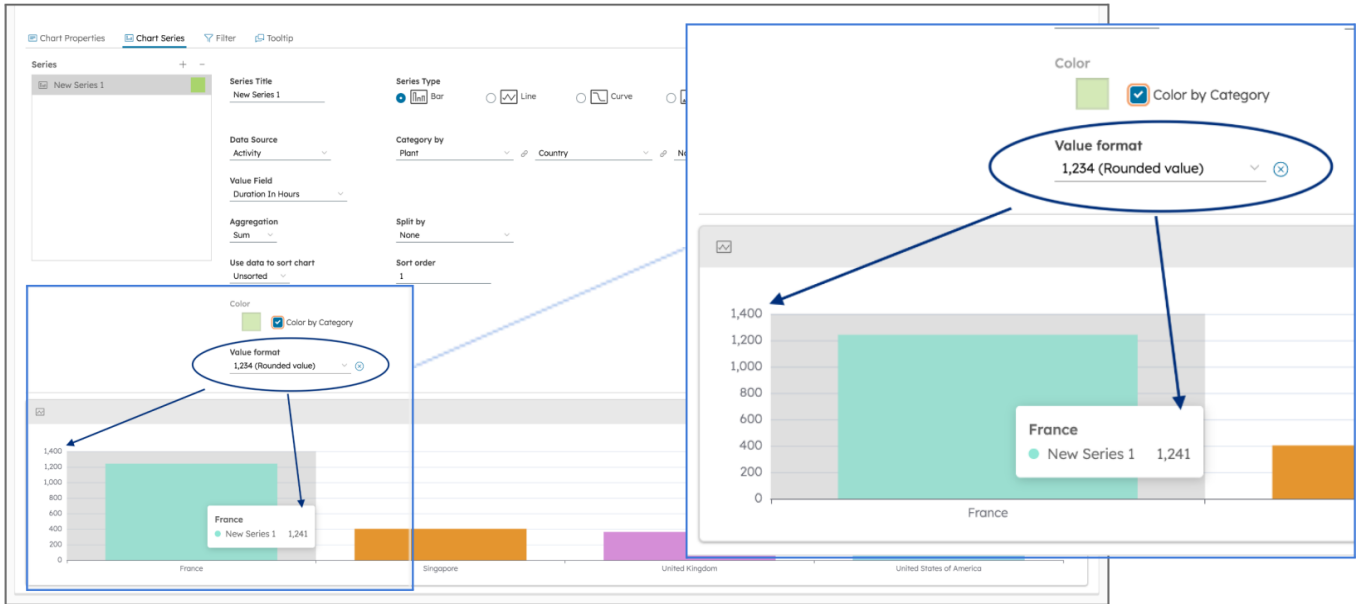 Chart Properties Chart Series Filter Tooltip
Series + −
New Series 1
Series Title
New Series 1
Series Type
Bar Line Curve
Data Source
Activity
Category by
Plant Country
Value Field
Duration In Hours
Aggregation
Sum
Split by
None
Use data to sort chart
Unsorted
Sort order
1
Color
Color by Category
Value format
1,234 (Rounded value)
1,400
1,200
1,000
800
600
400
200
0
France
New Series 1 1,241
France Singapore United Kingdom United States of America
Color
Color by Category
Value format
1,234 (Rounded value)
1,400
1,200
1,000
800
600
400
200
0
France
New Series 1 1,241
France